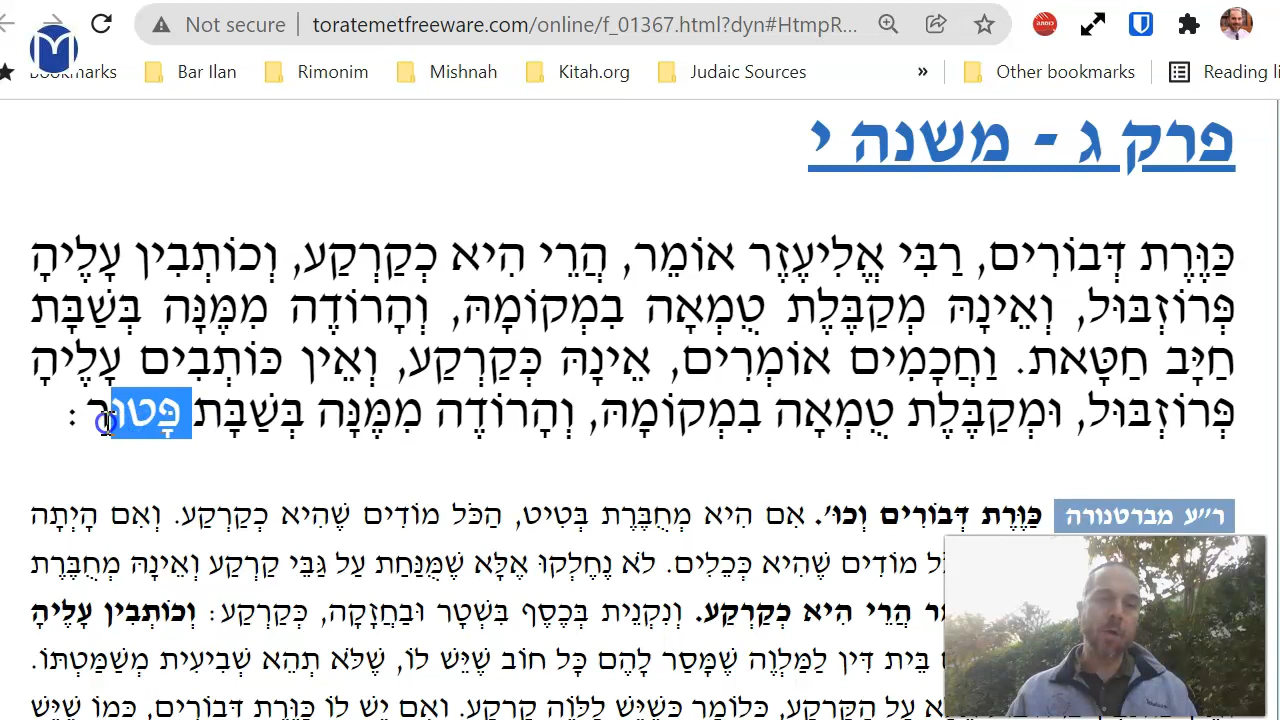 Not secure | toratemetfreeware.com/online/f_01367.html?dyn#HtmpR...
Bookmarks Bar Ilan Rimonim Mishnah Kitah.org Judaic Sources » Other bookmarks Reading li
פרק ג - משנה י
כַּוֶּרֶת דְּבוֹרִים, רַבִּי אֱלִיעֶזֶר אוֹמֵר, הֲרֵי הִיא כְקַרְקַע, וְכוֹתְבִין עָלֶיהָ
פְּרוֹזְבּוּל, וְאֵינָהּ מְקַבֶּלֶת טֻמְאָה בִמְקוֹמָהּ, וְהָרוֹדֶה מִמֶּנָּה בְּשַׁבָּת
חַיָּב חַטָּאת. וַחֲכָמִים אוֹמְרִים, אֵינָהּ כְּקַרְקַע, וְאֵין כּוֹתְבִים עָלֶיהָ
פְּרוֹזְבּוּל, וּמְקַבֶּלֶת טֻמְאָה בִמְקוֹמָהּ, וְהָרוֹדֶה מִמֶּנָּה בְּשַׁבָּת פָּטוּר:
ר"ע מברטנורה כַּוֶּרֶת דְּבוֹרִים וְכוּ'. אִם הִיא מְחֻבֶּרֶת בְּטִיט, הַכֹּל מוֹדִים שֶׁהִיא כְקַרְקַע. וְאִם הָיְתָה
מוֹדִים שֶׁהִיא כְּכֵלִים. לֹא נֶחְלְקוּ אֶלָּא שֶׁמֻּנַּחַת עַל גַּבֵּי קַרְקַע וְאֵינָהּ מְחֻבֶּרֶת
הֲרֵי הִיא כְקַרְקַע. וְנִקְנֵית בְּכֶסֶף בִּשְׁטָר וּבַחֲזָקָה, כְּקַרְקַע: וְכוֹתְבִין עָלֶיהָ
בֵּית דִּין לַמַּלְוֶה שֶׁמָּסַר לָהֶם כָּל חוֹב שֶׁיֵּשׁ לוֹ, שֶׁלֹּא תְהֵא שְׁבִיעִית מְשַׁמַּטְתּוֹ.
עַל הַקַּרְקַע, כְּלוֹמַר כְּשֶׁיֵּשׁ לַלֹּוֶה קַרְקַע. וְאִם יֵשׁ לוֹ כַּוֶּרֶת דְּבוֹרִים, כְּמוֹ שֶׁיֵּשׁ